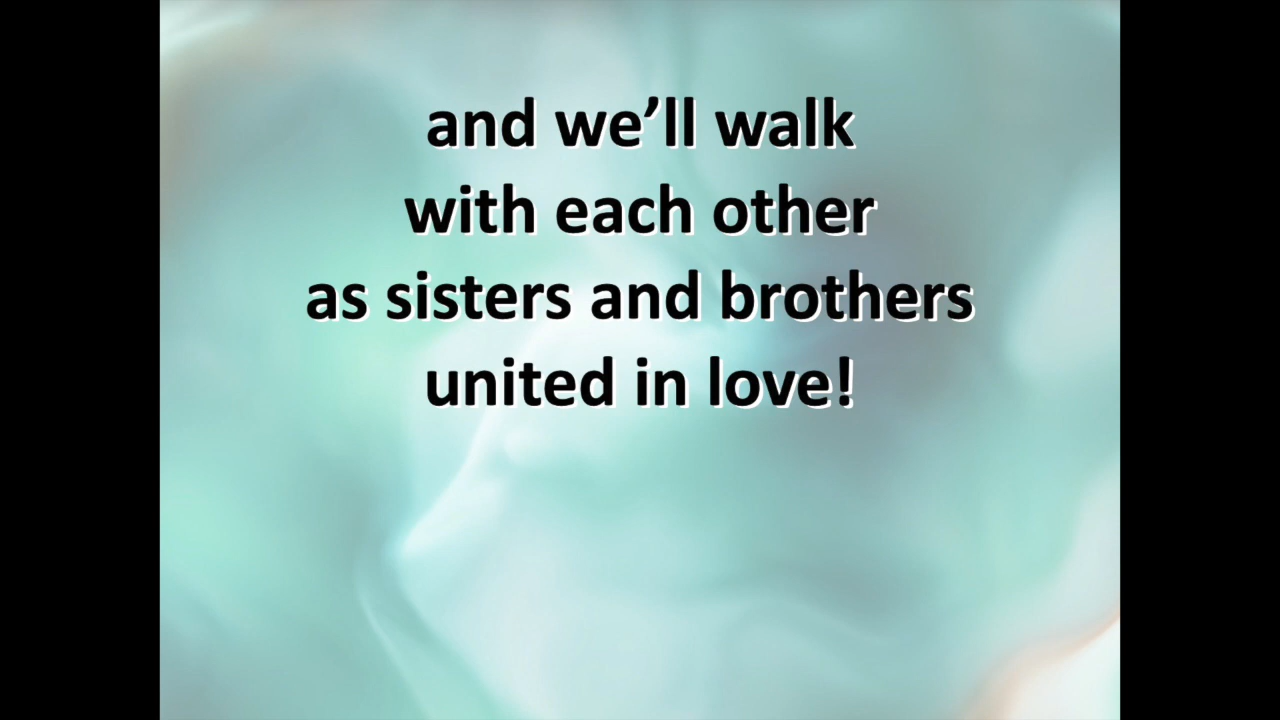 and we’ll walk
with each other
as sisters and brothers
united in love!